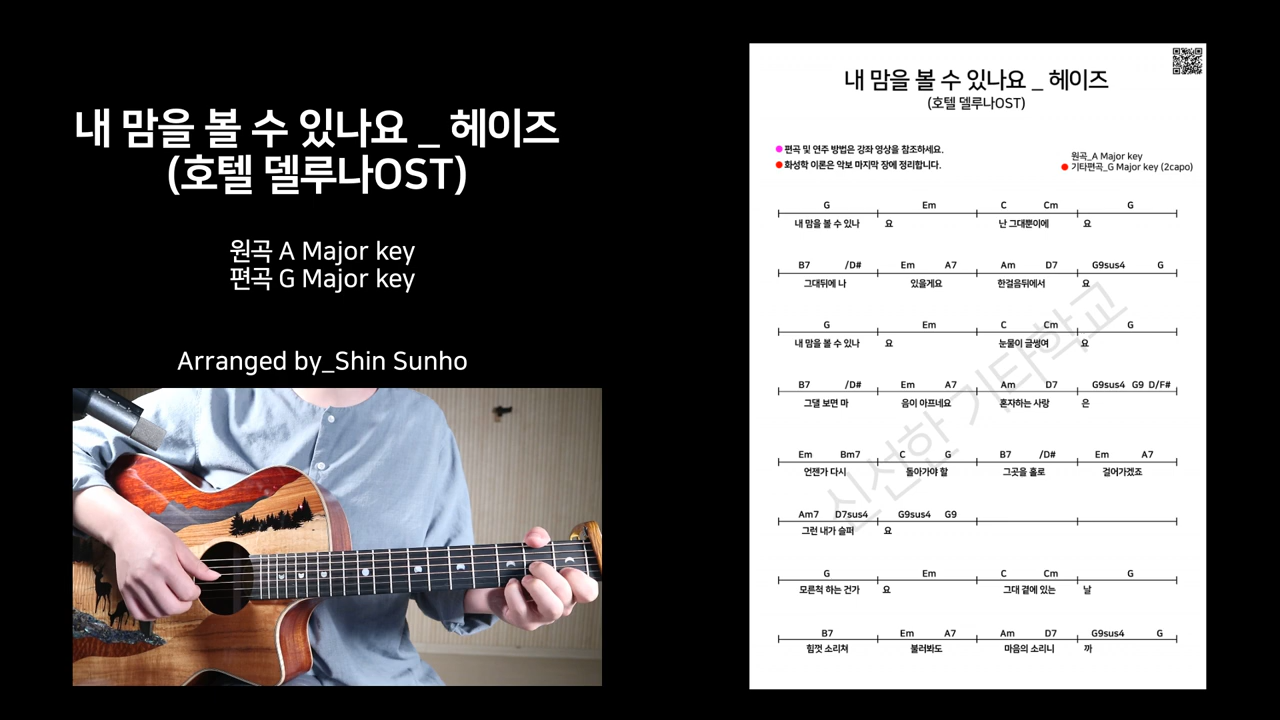 내 맘을 볼 수 있나요 _ 헤이즈
(호텔 델루나OST)
원곡 A Major key
편곡 G Major key
Arranged by_Shin Sunho
내 맘을 볼 수 있나요 _ 헤이즈
(호텔 델루나OST)
편곡 및 연주 방법은 강좌 영상을 참조하세요.
화성학 이론은 악보 마지막 장에 정리합니다.
원곡_A Major key
기타편곡_G Major key (2capo)
G Em C Cm G
내 맘을 볼 수 있나 요 난 그대뿐이에 요
B7 /D# Em A7 Am D7 G9sus4 G
그대뒤에 나 있을게요 한걸음뒤에서 요
G Em C Cm G
내 맘을 볼 수 있나 요 눈물이 글썽여 요
B7 /D# Em A7 Am D7 G9sus4 G9 D/F#
그댈 보면 마 음이 아프네요 혼자하는 사랑 은
Em Bm7 C G B7 /D# Em A7
언젠가 다시 돌아가야 할 그곳을 홀로 걸어가겠죠
Am7 D7sus4 G9sus4 G9
그런 내가 슬퍼 요
G Em C Cm G
모른척 하는 건가 요 그대 곁에 있는 날
B7 Em A7 Am D7 G9sus4 G
힘껏 소리쳐 불러봐도 마음의 소리니 까
신선한 기타학교